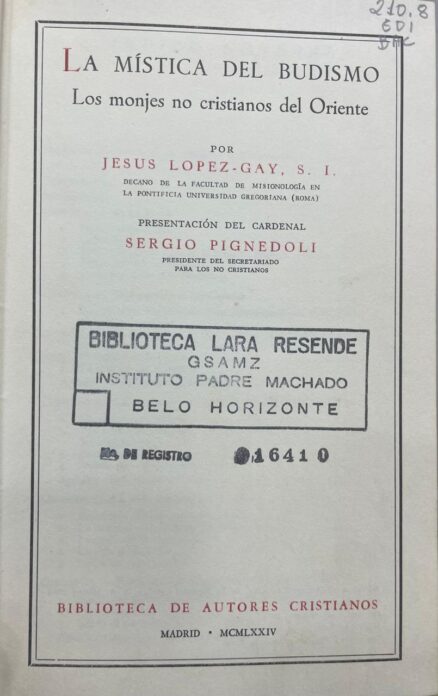 210.8
EDI
LA MÍSTICA DEL BUDISMO
Los monjes no cristianos del Oriente
POR
JESUS LOPEZ-GAY, S. I.
DECANO DE LA FACULTAD DE MISIONOLOGÍA EN
LA PONTIFICIA UNIVERSIDAD GREGORIANA (ROMA)
PRESENTACIÓN DEL CARDENAL
SERGIO PIGNEDOLI
PRESIDENTE DEL SECRETARIADO
PARA LOS NO CRISTIANOS
BIBLIOTECA LARA RESENDE
GSAMZ
INSTITUTO PADRE MACHADO
BELO HORIZONTE
DE REGISTRO 16410
BIBLIOTECA DE AUTORES CRISTIANOS
MADRID • MCMLXXIV